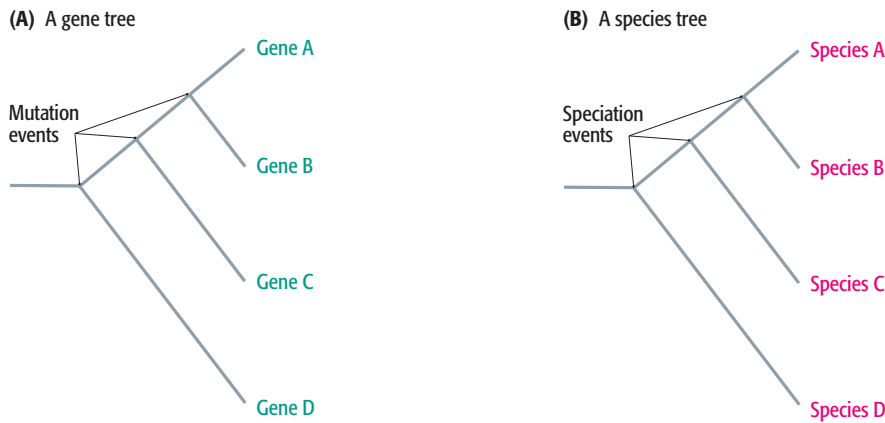 (A) A gene tree
Gene A
Mutation
events
Gene B
Gene C
Gene D
(B) A species tree
Species A
Speciation
events
Species B
Species C
Species D